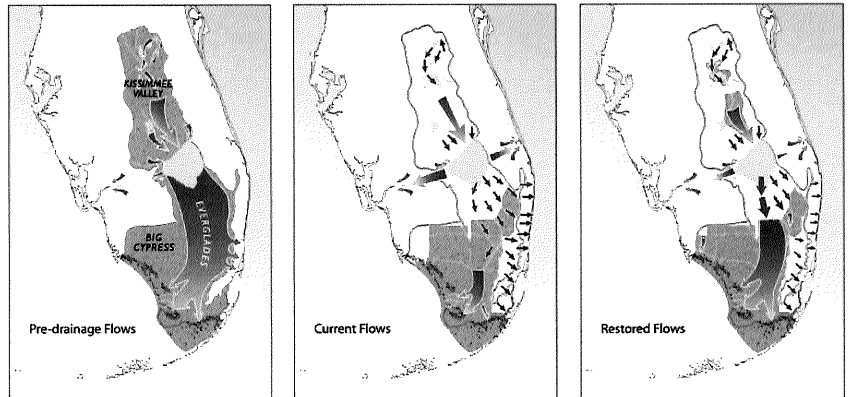 KISSIMMEE
VALLEY
EVERGLADES
BIG
CYPRESS
Pre-drainage Flows
Current Flows
Restored Flows